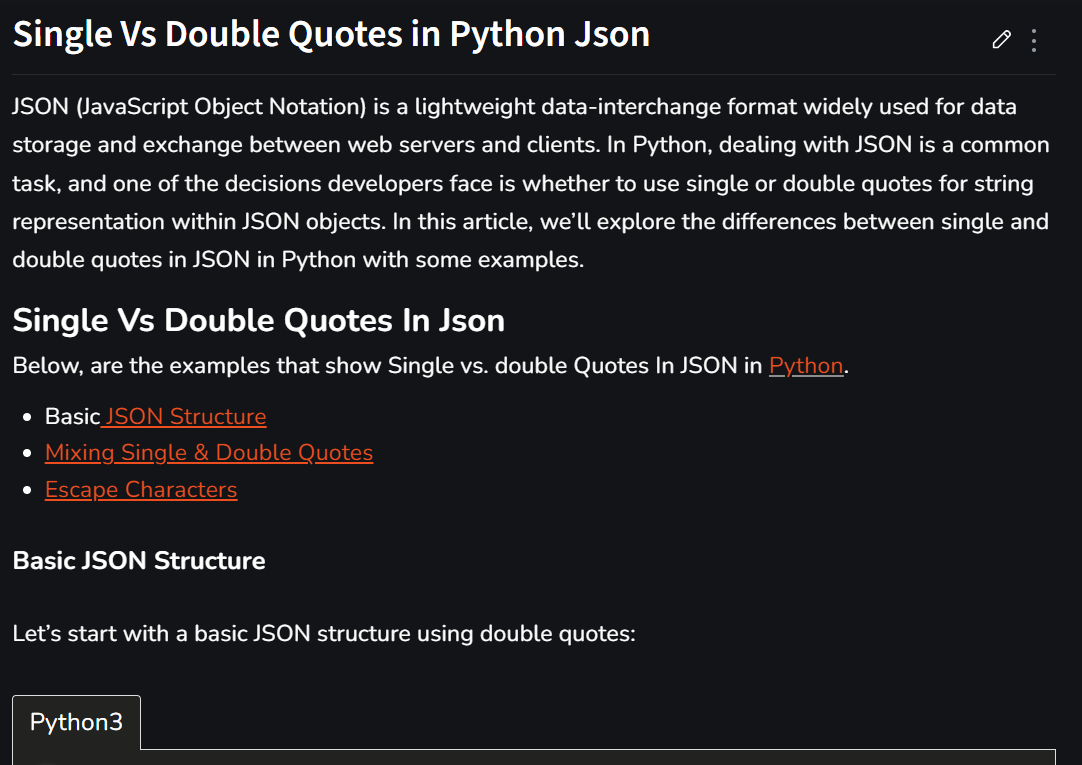 Single Vs Double Quotes in Python Json
JSON (JavaScript Object Notation) is a lightweight data-interchange format widely used for data
storage and exchange between web servers and clients. In Python, dealing with JSON is a common
task, and one of the decisions developers face is whether to use single or double quotes for string
representation within JSON objects. In this article, we’ll explore the differences between single and
double quotes in JSON in Python with some examples.
Single Vs Double Quotes In Json
Below, are the examples that show Single vs. double Quotes In JSON in Python.
• Basic JSON Structure
• Mixing Single & Double Quotes
• Escape Characters
Basic JSON Structure
Let’s start with a basic JSON structure using double quotes:
Python3